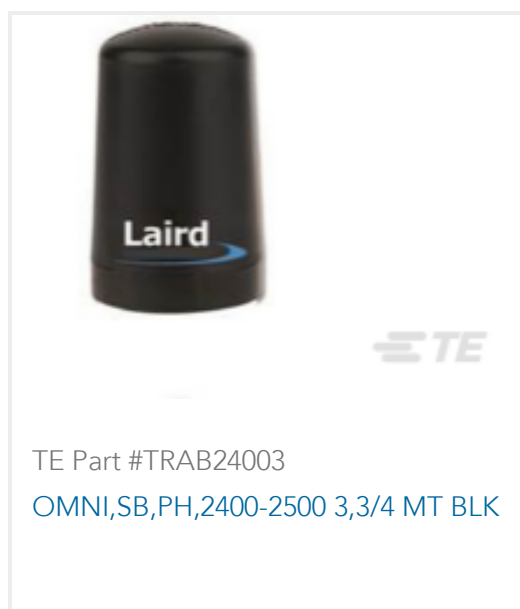 Laird
TE
TE Part #TRAB24003
OMNI,SB,PH,2400-2500 3,3/4 MT BLK